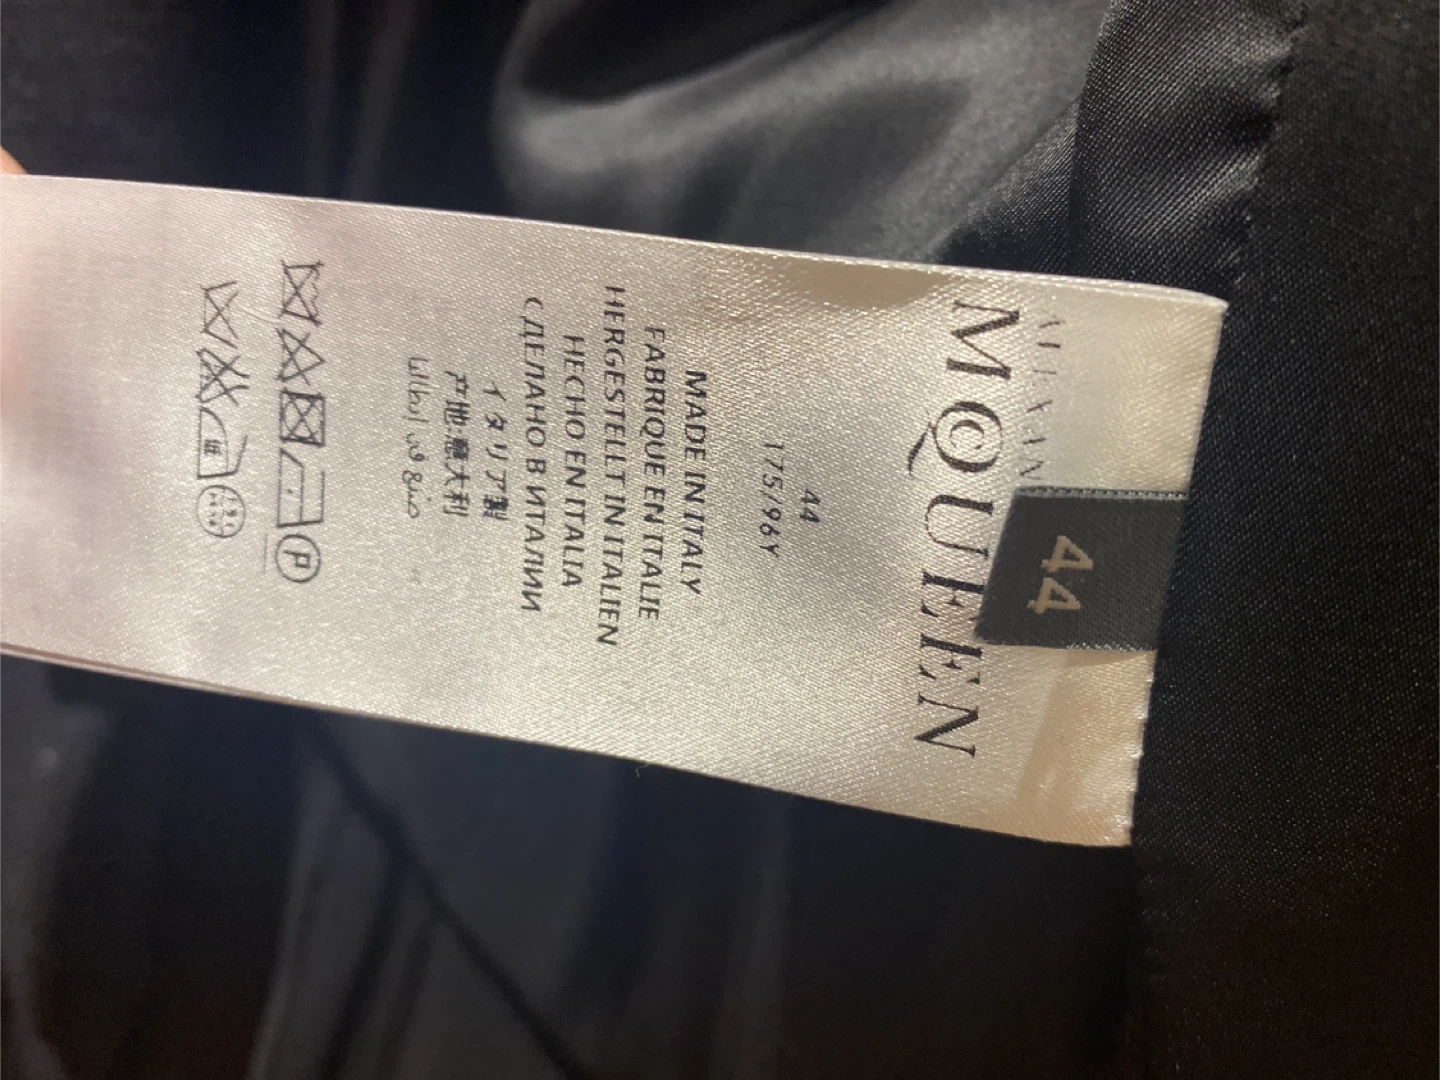 ALEXAN
McQUEEN
44
44
175/96Y
MADE IN ITALY
FABRIQUE EN ITALIE
HERGESTELLT IN ITALIEN
HECHO EN ITALIA
СДЕЛАНО В ИТАЛИИ
イタリア製
产地:意大利
صنع في إيطاليا
P